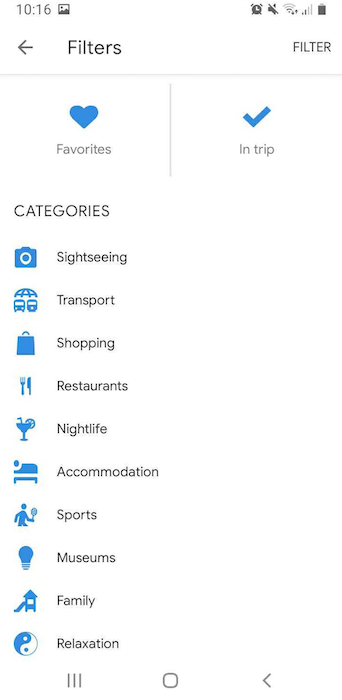 10:16
Filters
FILTER
Favorites
In trip
CATEGORIES
Sightseeing
Transport
Shopping
Restaurants
Nightlife
Accommodation
Sports
Museums
Family
Relaxation